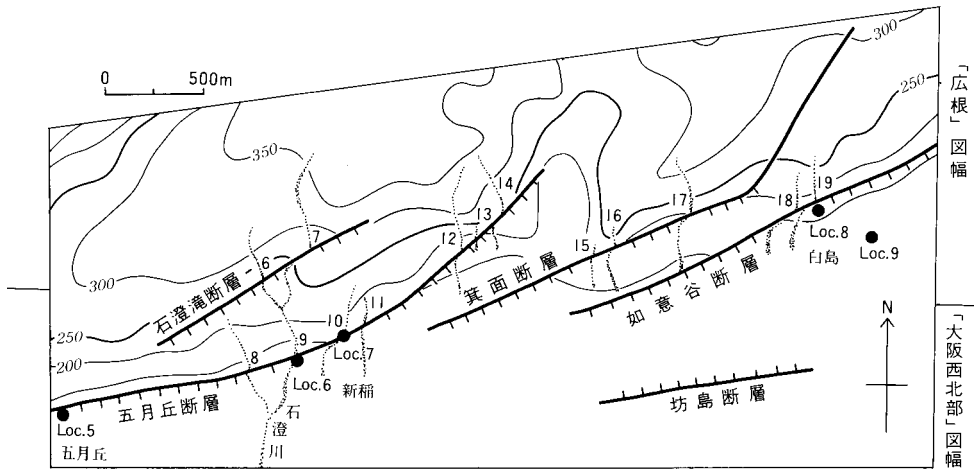 0 500m
300
250
「広根」図幅
350
14
13
12
17
16
15
19
18
7
6
石澄滝断層
300
Loc.8
白島
Loc.9
箕面断層
如意谷断層
11
10
9
8
Loc.7
新稲
Loc.6
250
200
N
「大阪西北部」図幅
五月丘断層
石澄川
坊島断層
Loc.5
五月丘